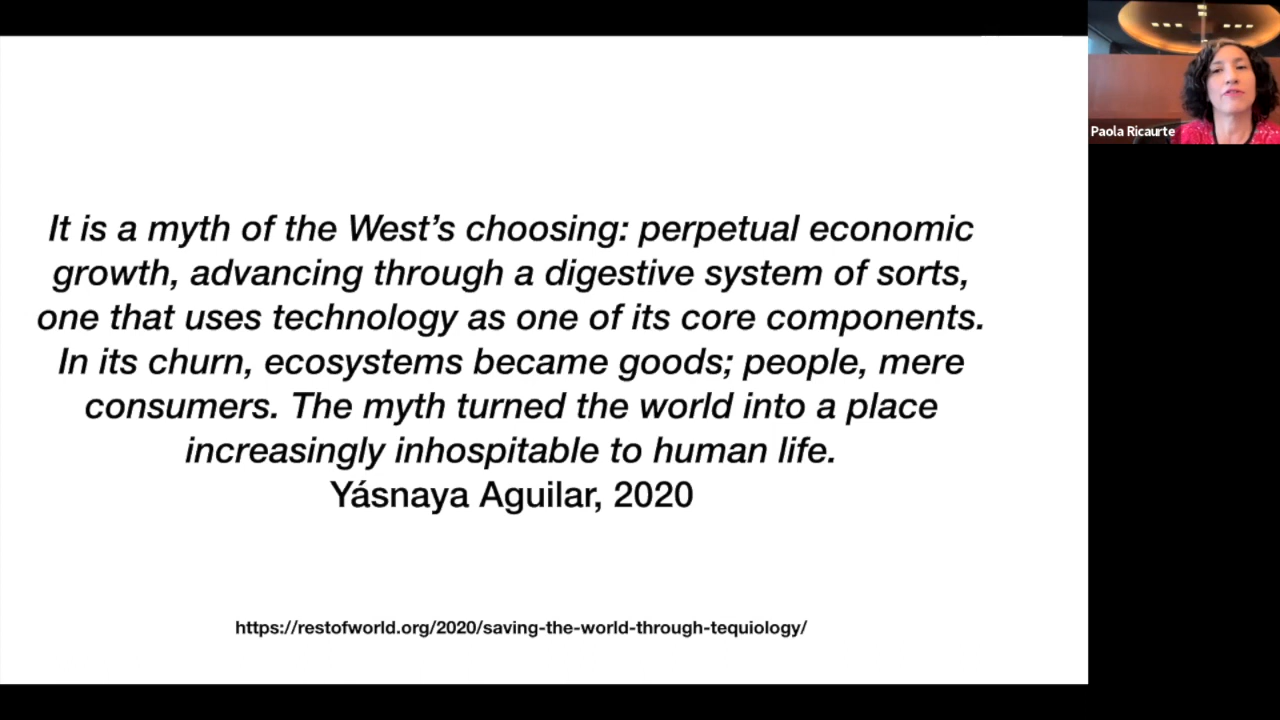 It is a myth of the West’s choosing: perpetual economic
growth, advancing through a digestive system of sorts,
one that uses technology as one of its core components.
In its churn, ecosystems became goods; people, mere
consumers. The myth turned the world into a place
increasingly inhospitable to human life.
Yásnaya Aguilar, 2020
https://restofworld.org/2020/saving-the-world-through-tequiology/
Paola Ricaurte